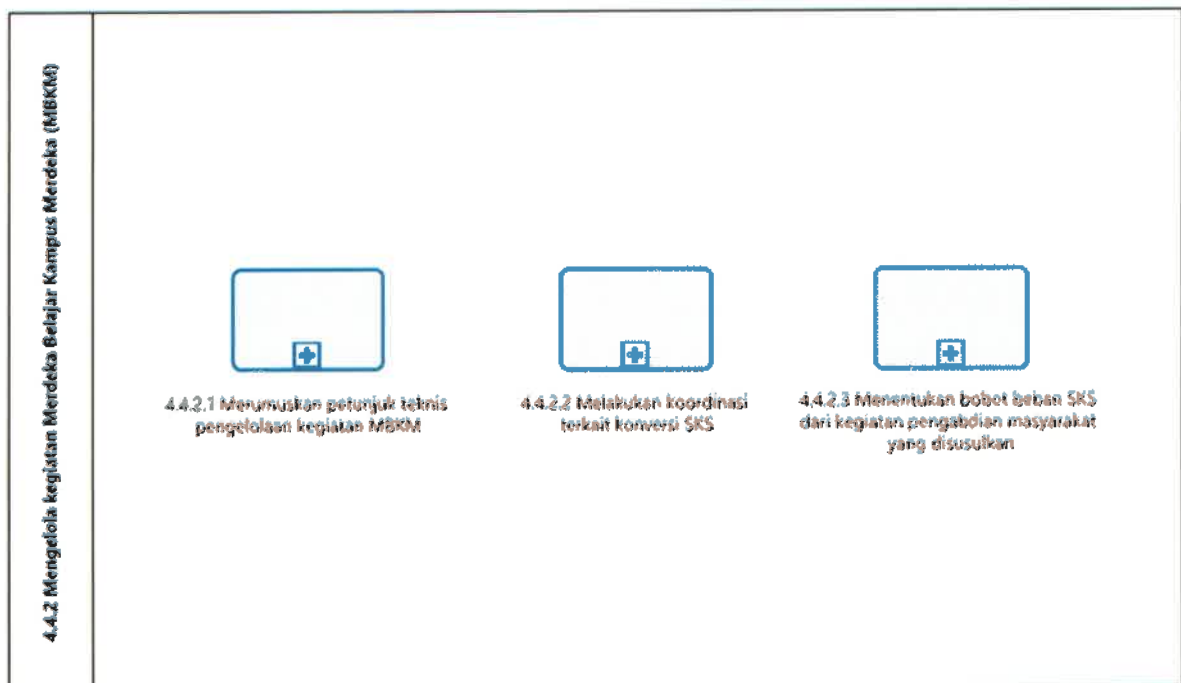 4.4.2 Mengelola kegiatan Merdeka Belajar Kampus Merdeka (MBKM)
4.4.2.1 Merumuskan petunjuk teknis
pengelolaan kegiatan MBKM
4.4.2.2 Melakukan koordinasi
terkait konversi SKS
4.4.2.3 Menentukan bobot beban SKS
dari kegiatan pengabdian masyarakat
yang disusulkan